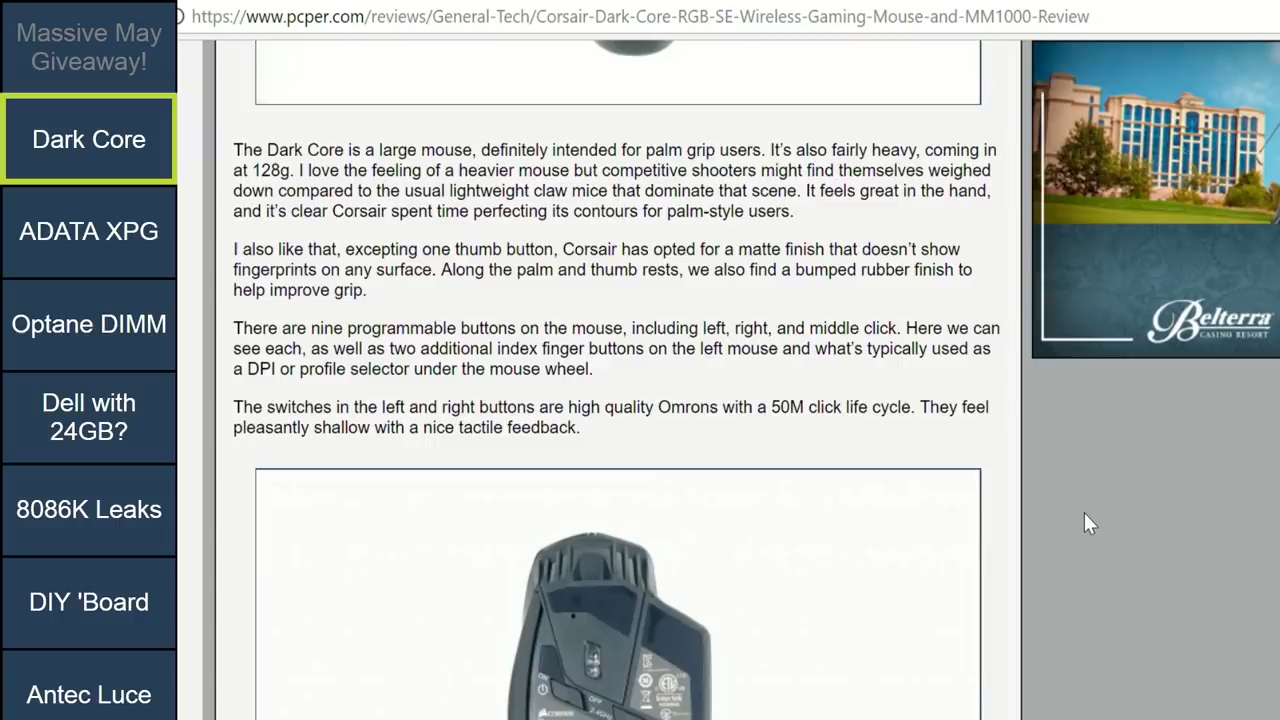 https://www.pcper.com/reviews/General-Tech/Corsair-Dark-Core-RGB-SE-Wireless-Gaming-Mouse-and-MM1000-Review
Massive May
Giveaway!
Dark Core
ADATA XPG
Optane DIMM
Dell with
24GB?
8086K Leaks
DIY 'Board
Antec Luce
The Dark Core is a large mouse, definitely intended for palm grip users. It's also fairly heavy, coming in
at 128g. I love the feeling of a heavier mouse but competitive shooters might find themselves weighed
down compared to the usual lightweight claw mice that dominate that scene. It feels great in the hand,
and it's clear Corsair spent time perfecting its contours for palm-style users.
I also like that, excepting one thumb button, Corsair has opted for a matte finish that doesn't show
fingerprints on any surface. Along the palm and thumb rests, we also find a bumped rubber finish to
help improve grip.
There are nine programmable buttons on the mouse, including left, right, and middle click. Here we can
see each, as well as two additional index finger buttons on the left mouse and what's typically used as
a DPI or profile selector under the mouse wheel.
The switches in the left and right buttons are high quality Omrons with a 50M click life cycle. They feel
pleasantly shallow with a nice tactile feedback.
Belterra
CASINO RESORT
ON
OFF
CORSAIR